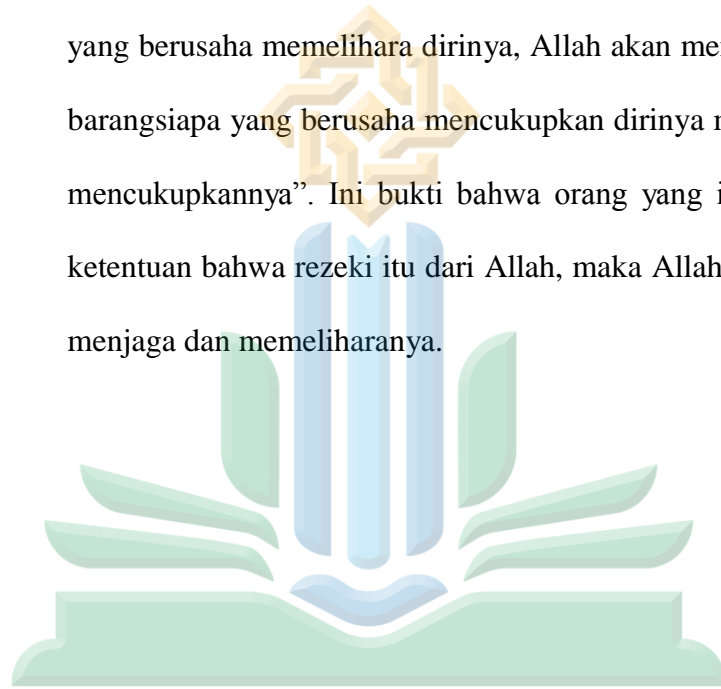 yang berusaha memelihara dirinya, Allah akan
barangsiapa yang berusaha mencukupkan dirinya
mencukupkannya”. Ini bukti bahwa orang yang
ketentuan bahwa rezeki itu dari Allah, maka Allah
menjaga dan memeliharanya.